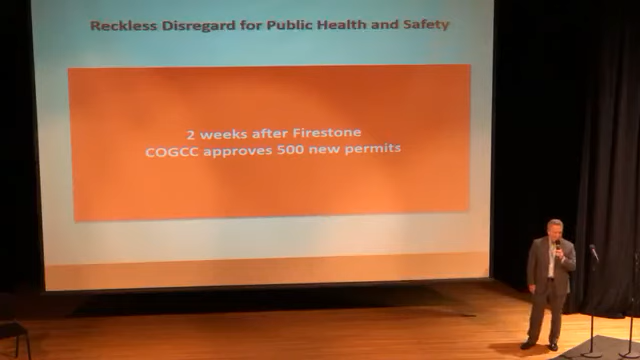 Reckless Disregard for Public Health and Safety
2 weeks after Firestone
COGCC approves 500 new permits